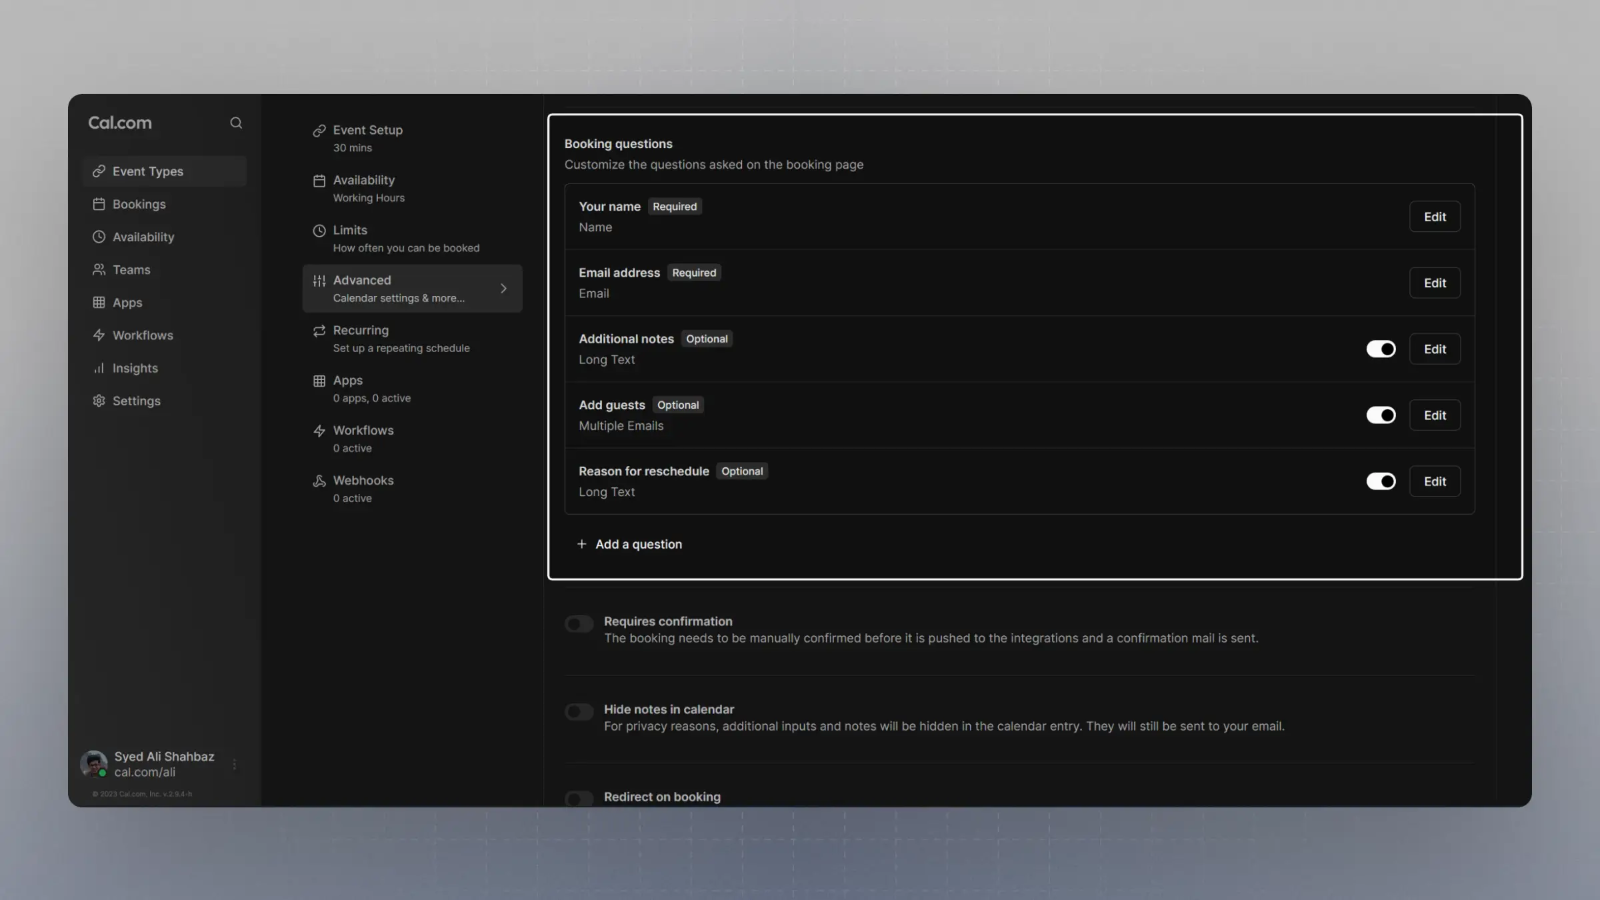 Cal.com
Event Types
Bookings
Availability
Teams
Apps
Workflows
Insights
Settings
Syed Ali Shahbaz
cal.com/ali
© 2023 Cal.com, Inc. v.2.9.4-h
Event Setup
30 mins
Availability
Working Hours
Limits
How often you can be booked
Advanced
Calendar settings & more...
Recurring
Set up a repeating schedule
Apps
0 apps, 0 active
Workflows
0 active
Webhooks
0 active
Booking questions
Customize the questions asked on the booking page
Your name Required
Name
Edit
Email address Required
Email
Edit
Additional notes Optional
Long Text
Edit
Add guests Optional
Multiple Emails
Edit
Reason for reschedule Optional
Long Text
Edit
+ Add a question
Requires confirmation
The booking needs to be manually confirmed before it is pushed to the integrations and a confirmation mail is sent.
Hide notes in calendar
For privacy reasons, additional inputs and notes will be hidden in the calendar entry. They will still be sent to your email.
Redirect on booking